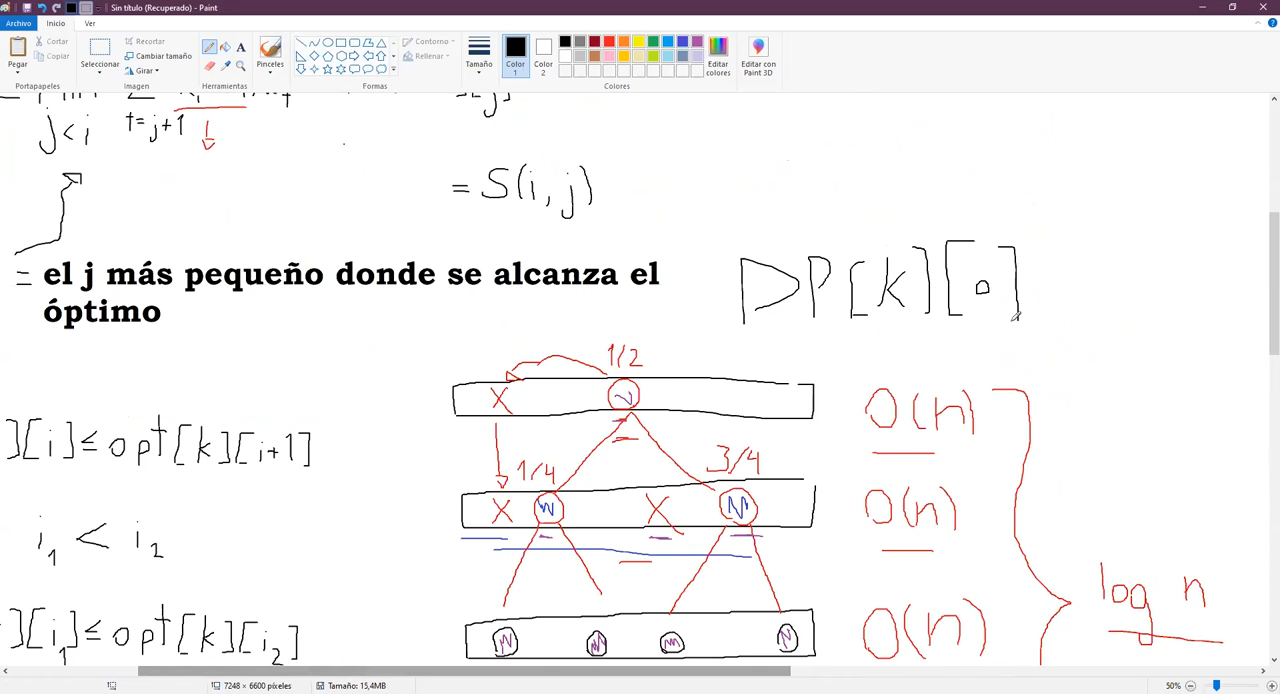 Sin título (Recuperado) - Paint
Archivo Inicio Ver
Pegar
Cortar
Copiar
Portapapeles
Seleccionar
Recortar
Cambiar tamaño
Girar
Imagen
A
Herramientas
Pinceles
Formas
Contorno
Rellenar
Tamaño
Color 1
Color 2
Editar colores
Editar con Paint 3D
Colores
j<i t=j+1
= S(i, j)
= el j más pequeño donde se alcanza el
óptimo
DP[k][0]
1/2
X
O(n)
][i] ≤ opt[k][i+1]
1/4 3/4
X X
O(n)
i1 < i2
log n
O(n)
][i1] ≤ opt[k][i2]
7248 × 6600 píxeles
Tamaño: 15,4MB
50%